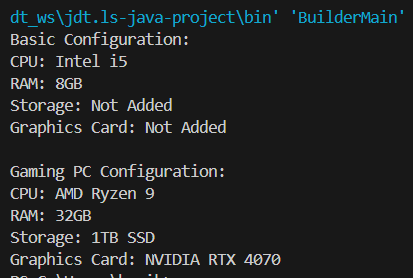 dt_ws\jdt.ls-java-project\bin' 'BuilderMain'
Basic Configuration:
CPU: Intel i5
RAM: 8GB
Storage: Not Added
Graphics Card: Not Added
Gaming PC Configuration:
CPU: AMD Ryzen 9
RAM: 32GB
Storage: 1TB SSD
Graphics Card: NVIDIA RTX 4070